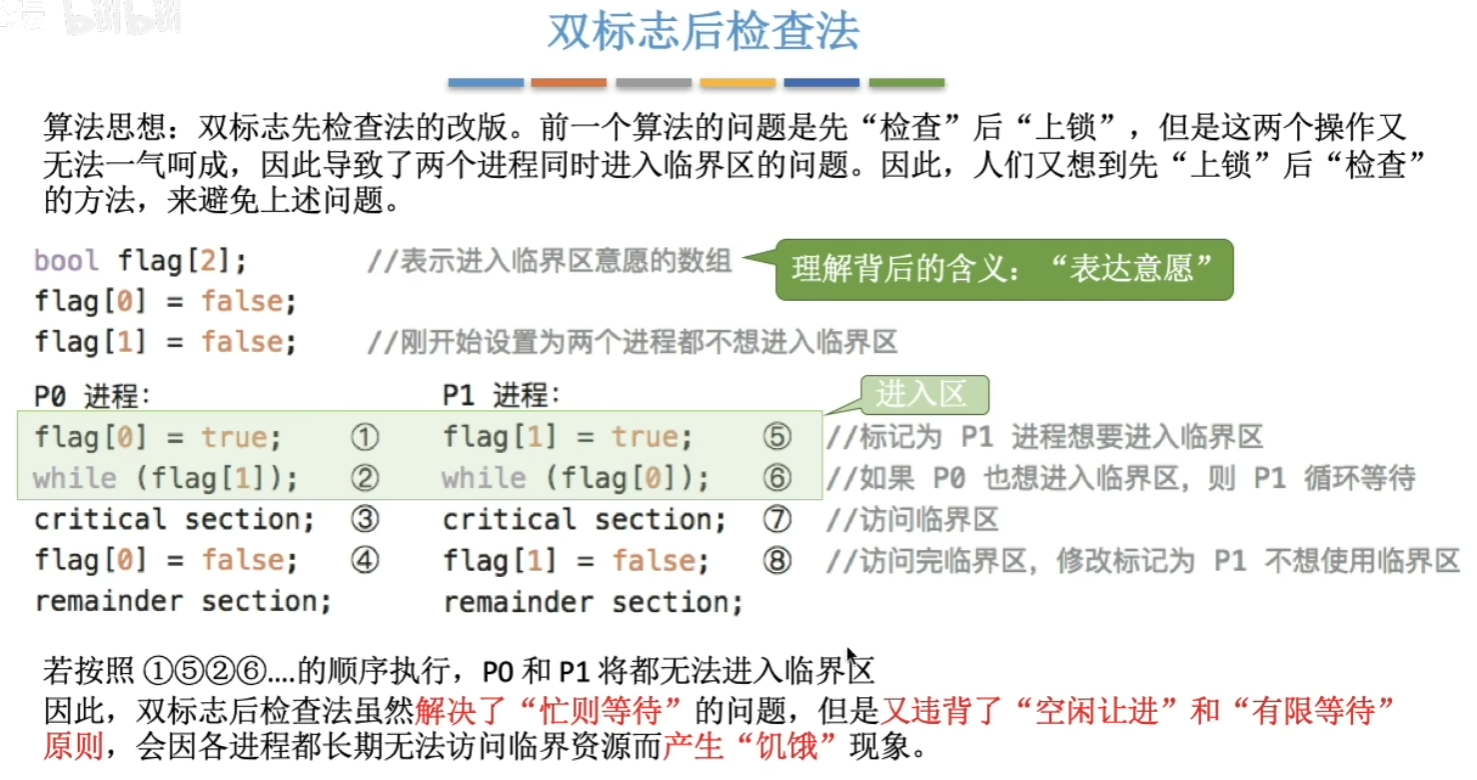 bilibili
双标志后检查法
算法思想：双标志先检查法的改版。前一个算法的问题是先“检查”后“上锁”，但是这两个操作又
无法一气呵成，因此导致了两个进程同时进入临界区的问题。因此，人们又想到先“上锁”后“检查”
的方法，来避免上述问题。
bool flag[2]; //表示进入临界区意愿的数组
理解背后的含义：“表达意愿”
flag[0] = false;
flag[1] = false; //刚开始设置为两个进程都不想进入临界区
P0 进程： P1 进程：
进入区
flag[0] = true; ① flag[1] = true; ⑤ //标记为 P1 进程想要进入临界区
while (flag[1]); ② while (flag[0]); ⑥ //如果 P0 也想进入临界区，则 P1 循环等待
critical section; ③ critical section; ⑦ //访问临界区
flag[0] = false; ④ flag[1] = false; ⑧ //访问完临界区，修改标记为 P1 不想使用临界区
remainder section; remainder section;
若按照 ①⑤②⑥....的顺序执行，P0 和 P1 将都无法进入临界区
因此，双标志后检查法虽然解决了“忙则等待”的问题，但是又违背了“空闲让进”和“有限等待”
原则，会因各进程都长期无法访问临界资源而产生“饥饿”现象。